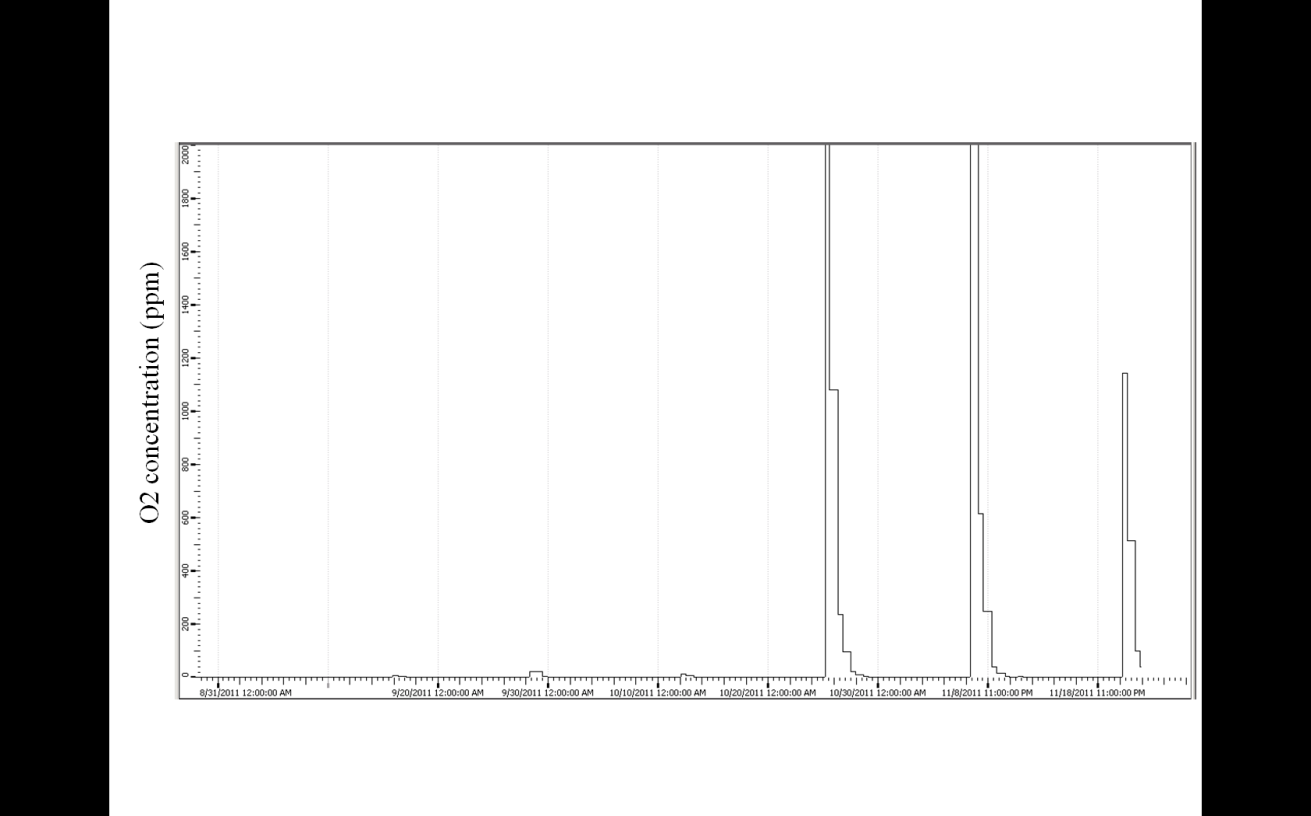 O2 concentration (ppm)
2000
1800
1600
1400
1200
1000
800
600
400
200
0
8/31/2011 12:00:00 AM
9/20/2011 12:00:00 AM
9/30/2011 12:00:00 AM
10/10/2011 12:00:00 AM
10/20/2011 12:00:00 AM
10/30/2011 12:00:00 AM
11/8/2011 11:00:00 PM
11/18/2011 11:00:00 PM